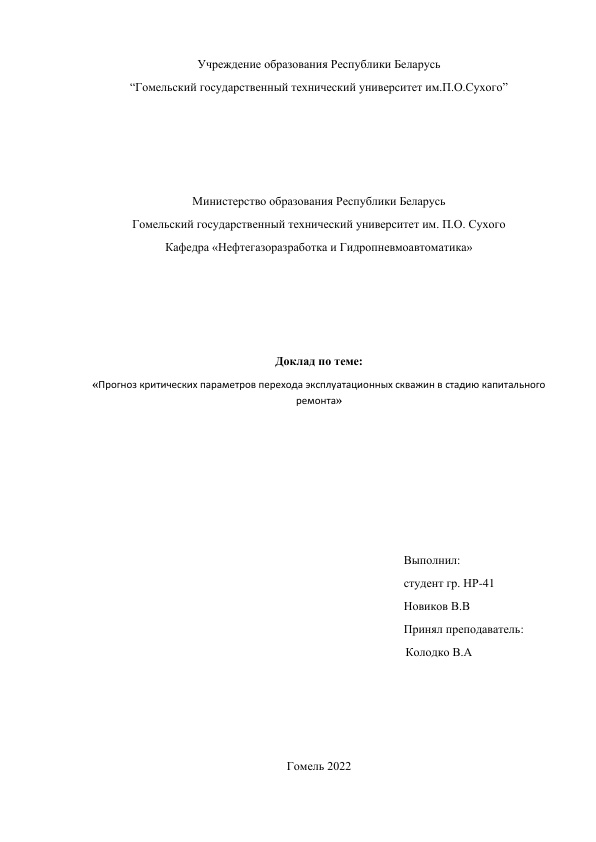 Учреждение образования Республики Беларусь
“Гомельский государственный технический университет им.П.О.Сухого”
Министерство образования Республики Беларусь
Гомельский государственный технический университет им. П.О. Сухого
Кафедра «Нефтегазоразработка и Гидропневмоавтоматика»
Доклад по теме:
«Прогноз критических параметров перехода эксплуатационных скважин в стадию капитального
ремонта»
Выполнил:
студент гр. НР-41
Новиков В.В
Принял преподаватель:
Колодко В.А
Гомель 2022